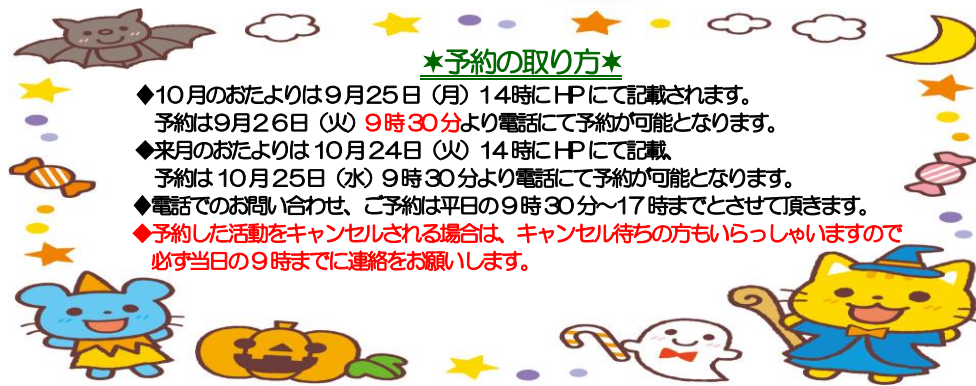 ★予約の取り方★
◆10月のおたよりは9月25日（月）14時にHPにて記載されます。
予約は9月26日（火）9時30分より電話にて予約が可能となります。
◆来月のおたよりは10月24日（火）14時にHPにて記載、
予約は10月25日（水）9時30分より電話にて予約が可能となります。
◆電話でのお問い合わせ、ご予約は平日の9時30分～17時までとさせて頂きます。
◆予約した活動をキャンセルされる場合は、キャンセル待ちの方もいらっしゃいますので
必ず当日の9時までに連絡をお願いします。